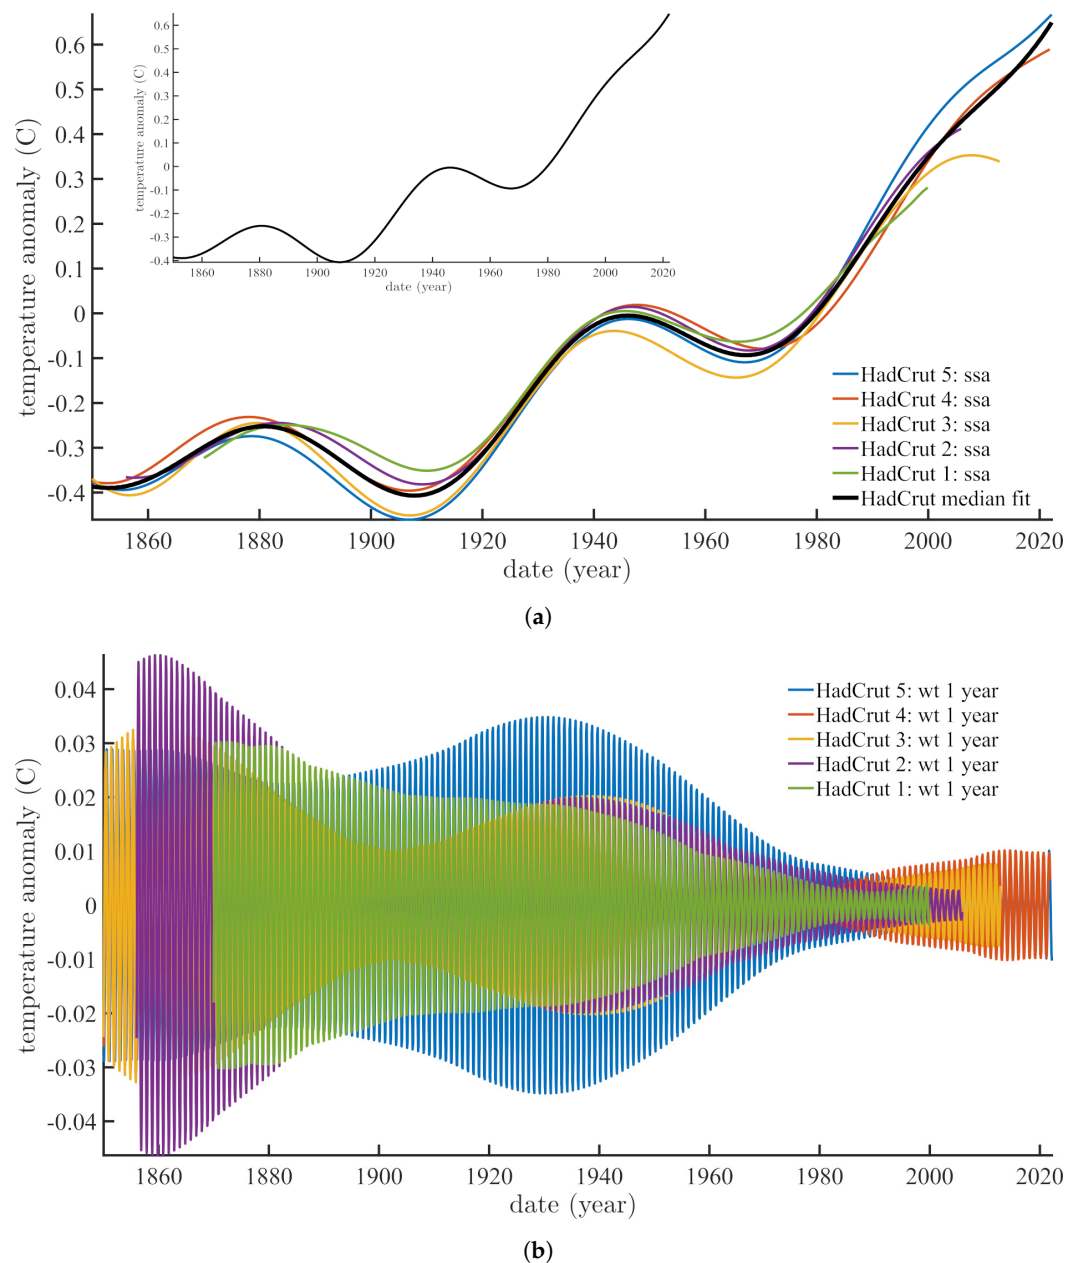 temperature anomaly (C)
0.6
0.5
0.4
0.3
0.2
0.1
0
-0.1
-0.2
-0.3
-0.4
1860 1880 1900 1920 1940 1960 1980 2000 2020
date (year)
temperature anomaly (C)
0.6
0.5
0.4
0.3
0.2
0.1
0
-0.1
-0.2
-0.3
-0.4
1860 1880 1900 1920 1940 1960 1980 2000 2020
date (year)
HadCrut 5: ssa
HadCrut 4: ssa
HadCrut 3: ssa
HadCrut 2: ssa
HadCrut 1: ssa
HadCrut median fit
(a)
temperature anomaly (C)
0.04
0.03
0.02
0.01
0
-0.01
-0.02
-0.03
-0.04
1860 1880 1900 1920 1940 1960 1980 2000 2020
date (year)
HadCrut 5: wt 1 year
HadCrut 4: wt 1 year
HadCrut 3: wt 1 year
HadCrut 2: wt 1 year
HadCrut 1: wt 1 year
(b)